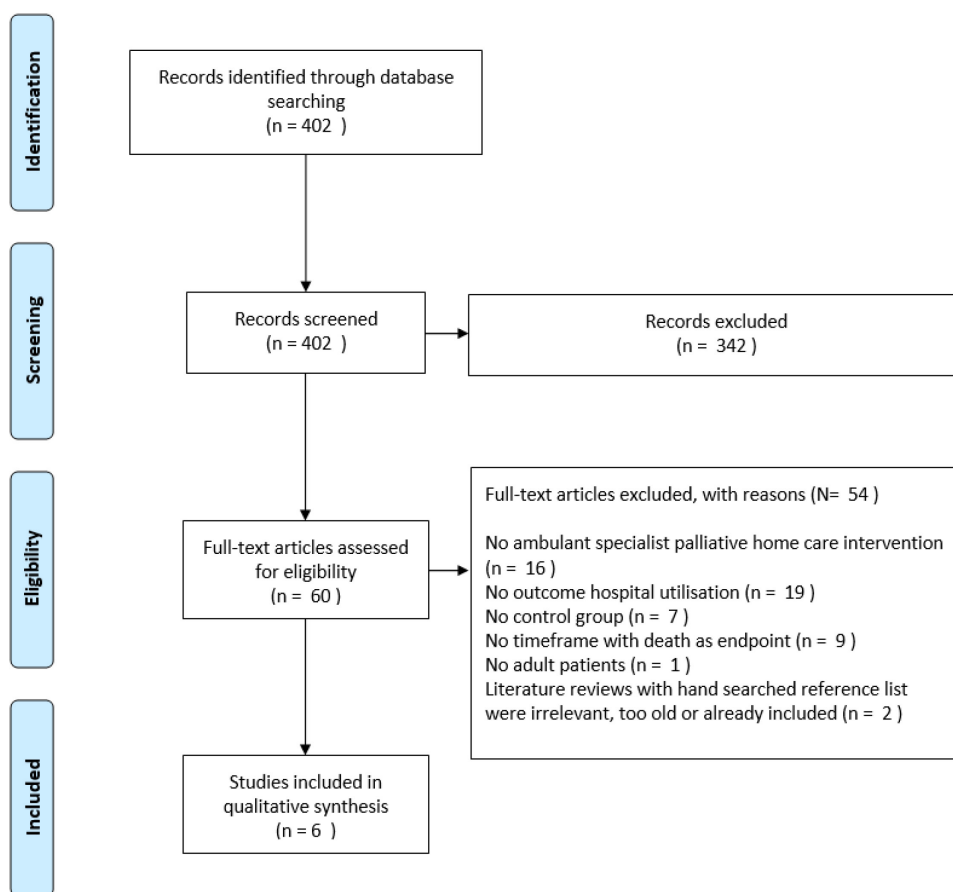 Identification
Records identified through database
searching
(n = 402 )
Screening
Records screened
(n = 402 )
Records excluded
(n = 342 )
Eligibility
Full-text articles assessed
for eligibility
(n = 60 )
Full-text articles excluded, with reasons (N= 54 )
No ambulant specialist palliative home care intervention
(n = 16 )
No outcome hospital utilisation (n = 19 )
No control group (n = 7 )
No timeframe with death as endpoint (n = 9 )
No adult patients (n = 1 )
Literature reviews with hand searched reference list
were irrelevant, too old or already included (n = 2 )
Included
Studies included in
qualitative synthesis
(n = 6 )